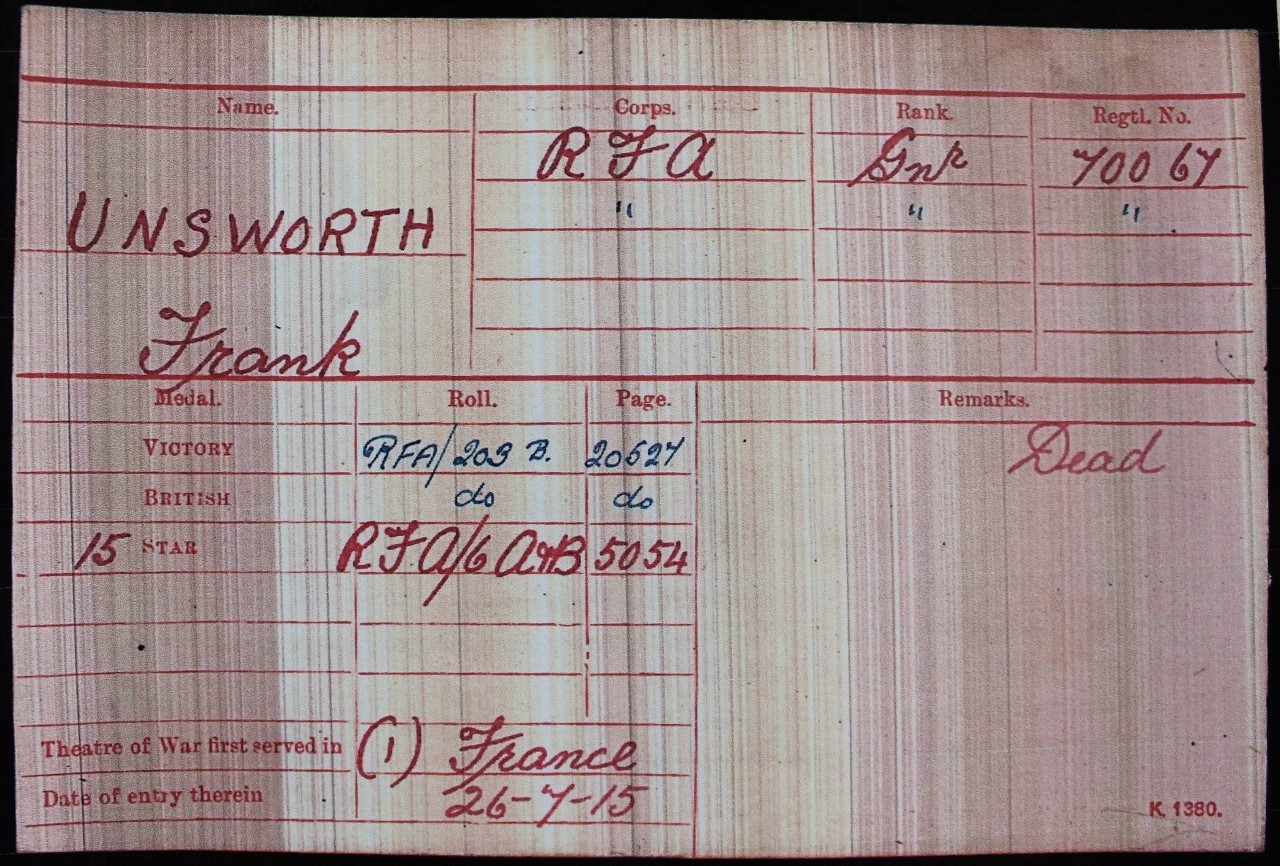 Name. Corps. Rank. Regtl. No.
R F A Gnr 70067
UNSWORTH " " "
Frank
Medal. Roll. Page. Remarks.
VICTORY RFA/203 B. 20527 Dead
BRITISH do do
15 STAR RFA/6 A&B 5054
Theatre of War first served in (1) France
Date of entry therein 26-7-15
K. 1380.